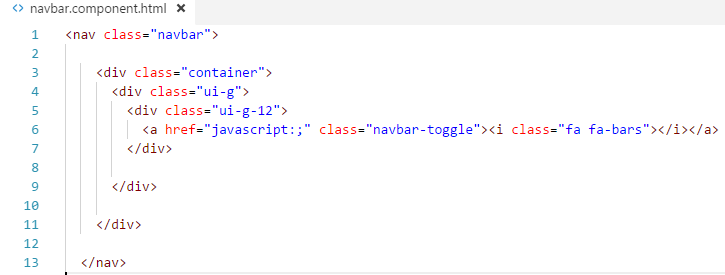 <> navbar.component.html ×
1 <nav class="navbar">
2
3 <div class="container">
4 <div class="ui-g">
5 <div class="ui-g-12">
6 <a href="javascript:;" class="navbar-toggle"><i class="fa fa-bars"></i></a>
7 </div>
8
9 </div>
10
11 </div>
12
13 </nav>